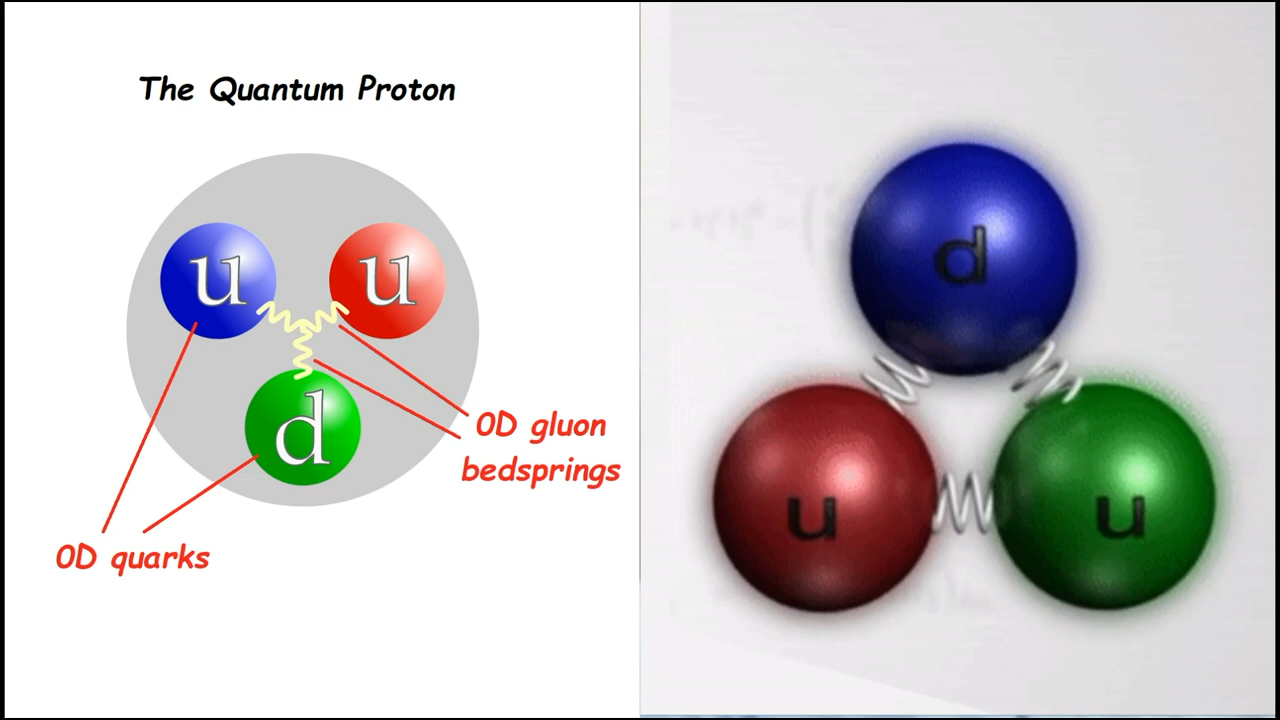 The Quantum Proton
u
u
d
0D gluon
bedsprings
0D quarks
d
u
u